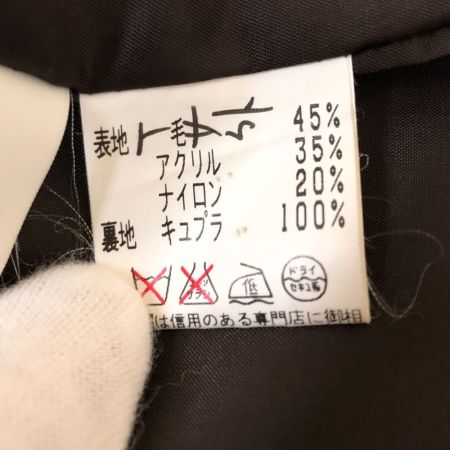 表地 毛 45%
アクリル 35%
ナイロン 20%
裏地 キュプラ 100%
低
ドライ
セキユ系
は信用のある専門店に御相